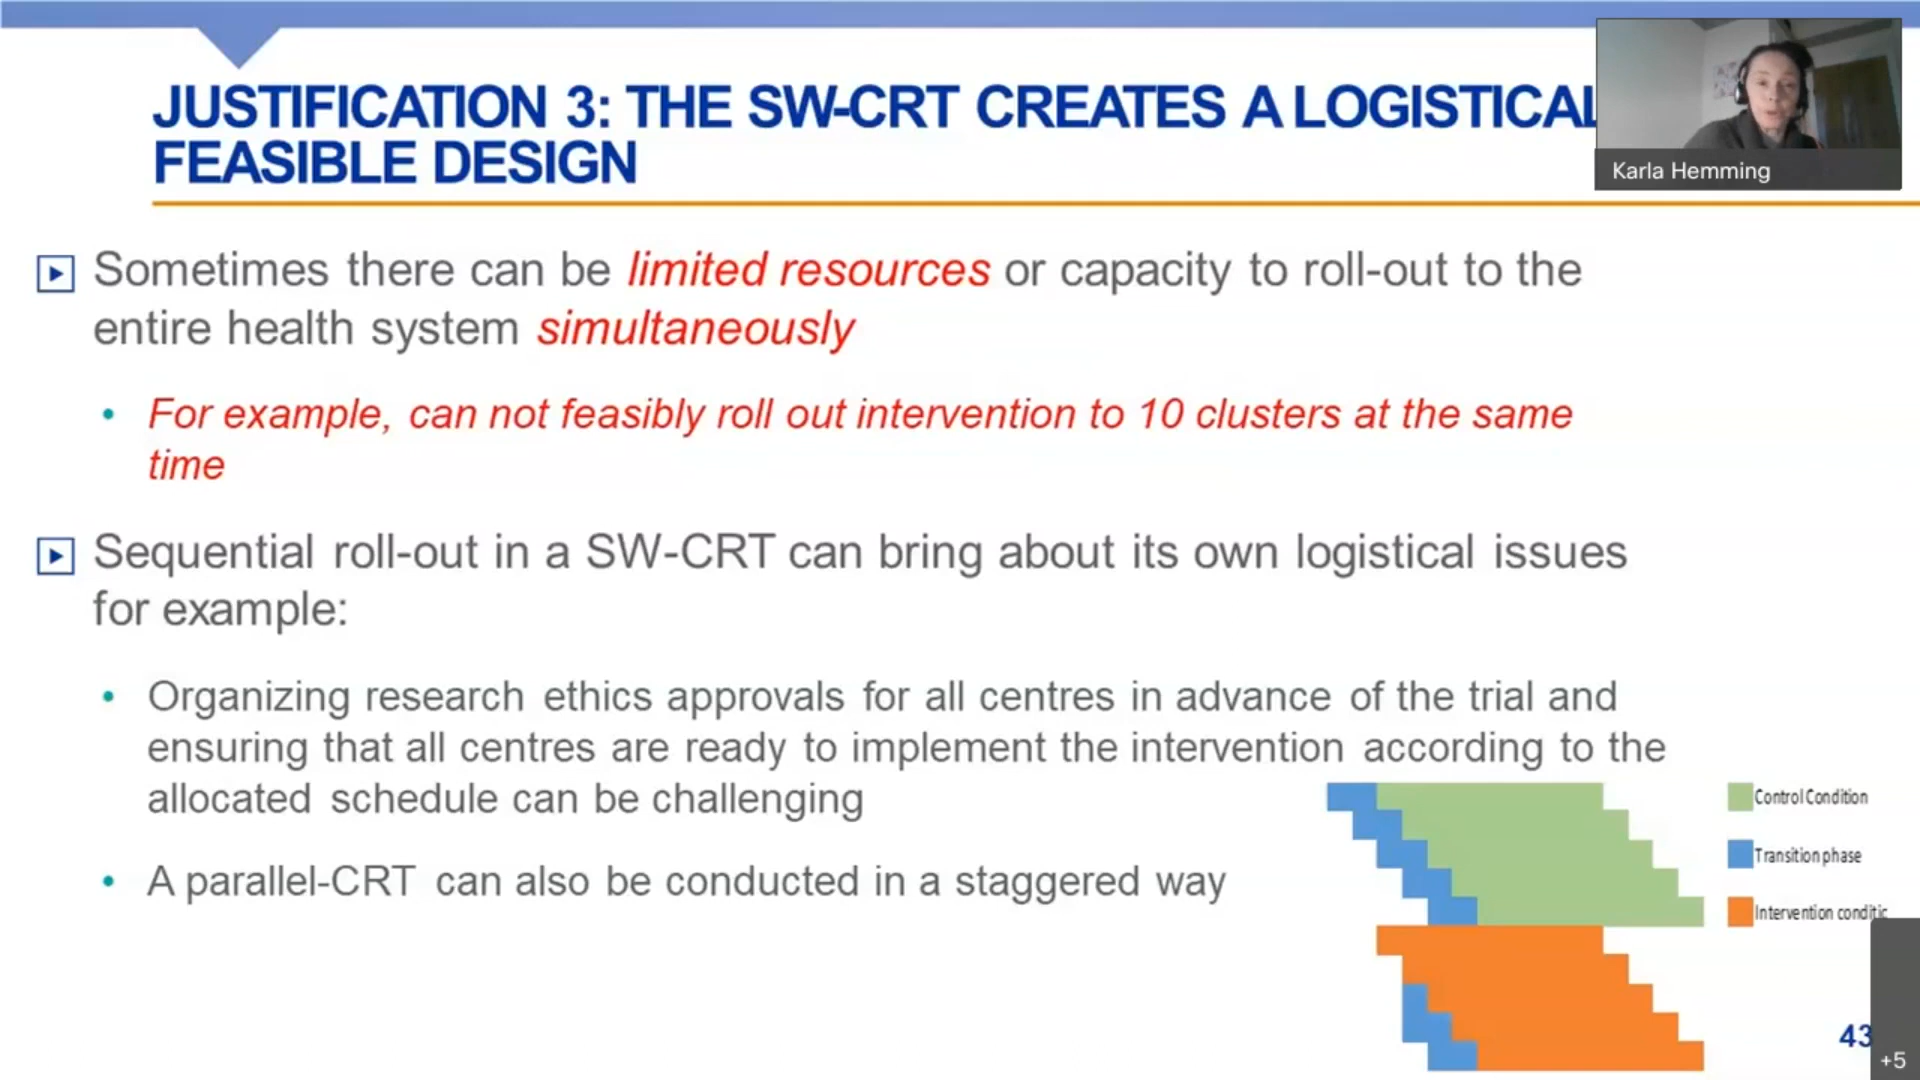 JUSTIFICATION 3: THE SW-CRT CREATES A LOGISTICAL
FEASIBLE DESIGN
Karla Hemming
Sometimes there can be limited resources or capacity to roll-out to the
entire health system simultaneously
For example, can not feasibly roll out intervention to 10 clusters at the same
time
Sequential roll-out in a SW-CRT can bring about its own logistical issues
for example:
Organizing research ethics approvals for all centres in advance of the trial and
ensuring that all centres are ready to implement the intervention according to the
allocated schedule can be challenging
A parallel-CRT can also be conducted in a staggered way
Control Condition
Transition phase
Intervention conditic
43
+5